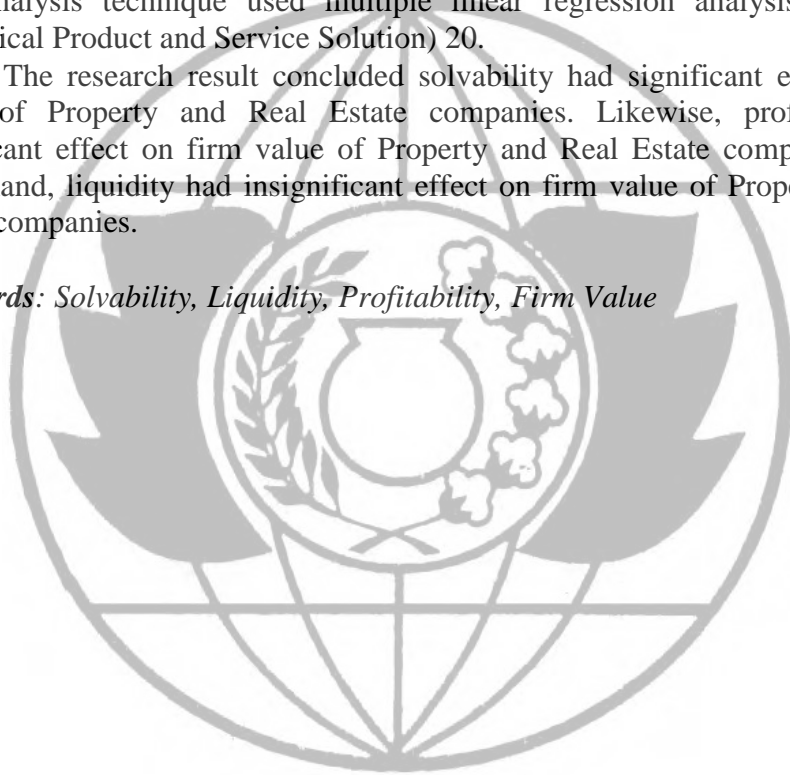 nalysis technique used multiple linear regression analysis
ical Product and Service Solution) 20.
The research result concluded solvability had significant e
of Property and Real Estate companies. Likewise, prof
cant effect on firm value of Property and Real Estate comp
and, liquidity had insignificant effect on firm value of Prope
companies.
rds: Solvability, Liquidity, Profitability, Firm Value